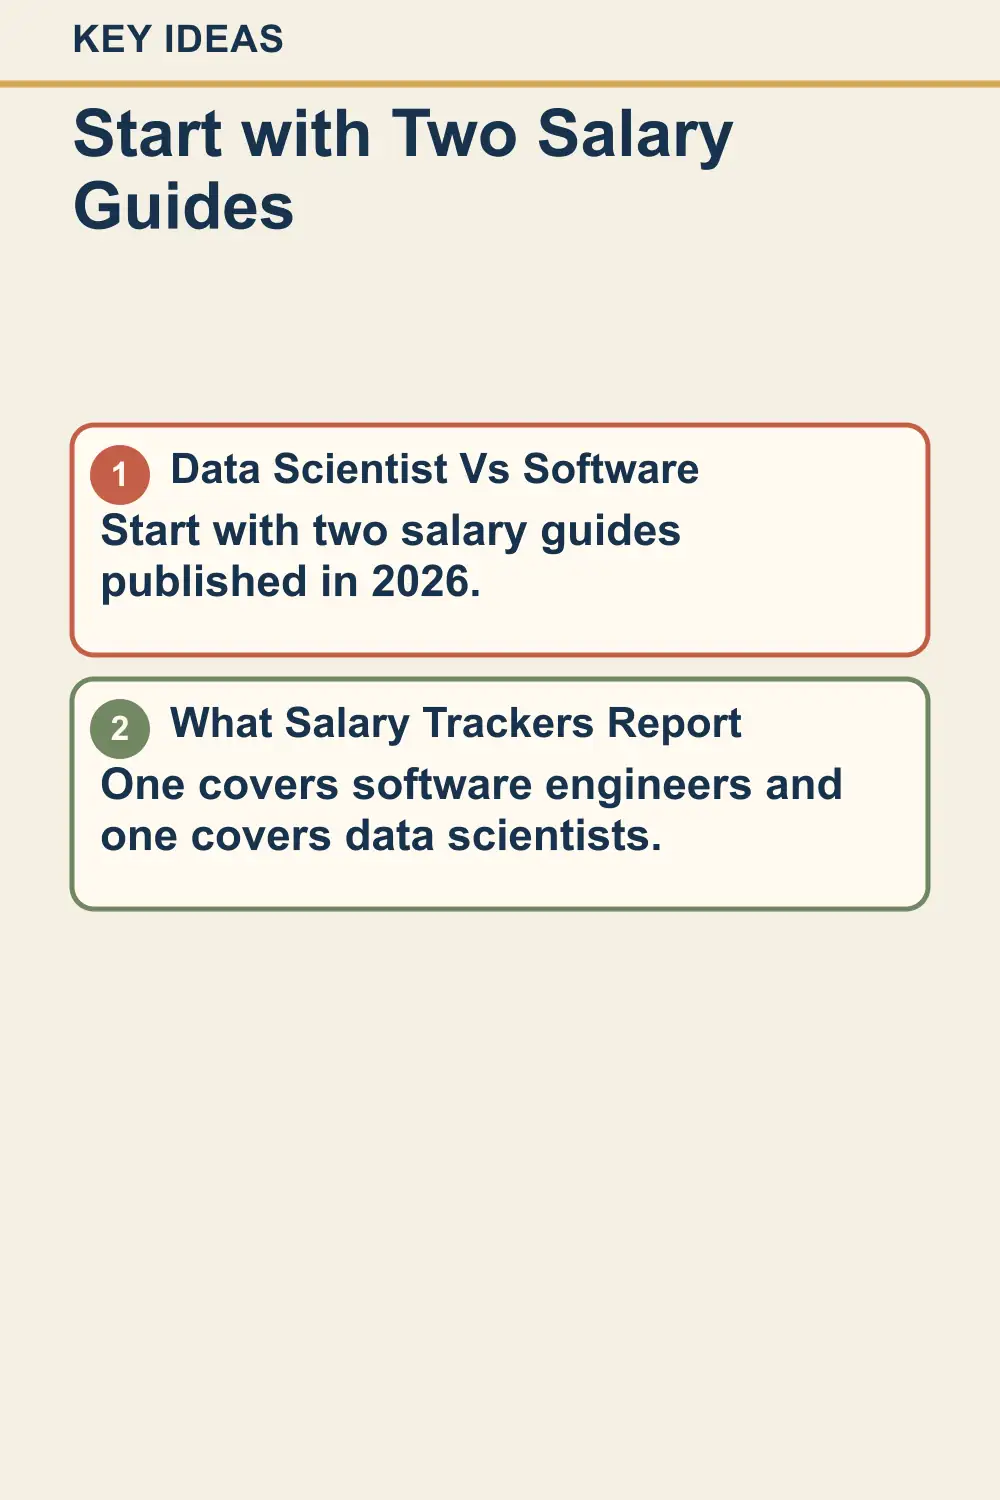 KEY IDEAS
Start with Two Salary
Guides
1 Data Scientist Vs Software
Start with two salary guides
published in 2026.
2 What Salary Trackers Report
One covers software engineers and
one covers data scientists.